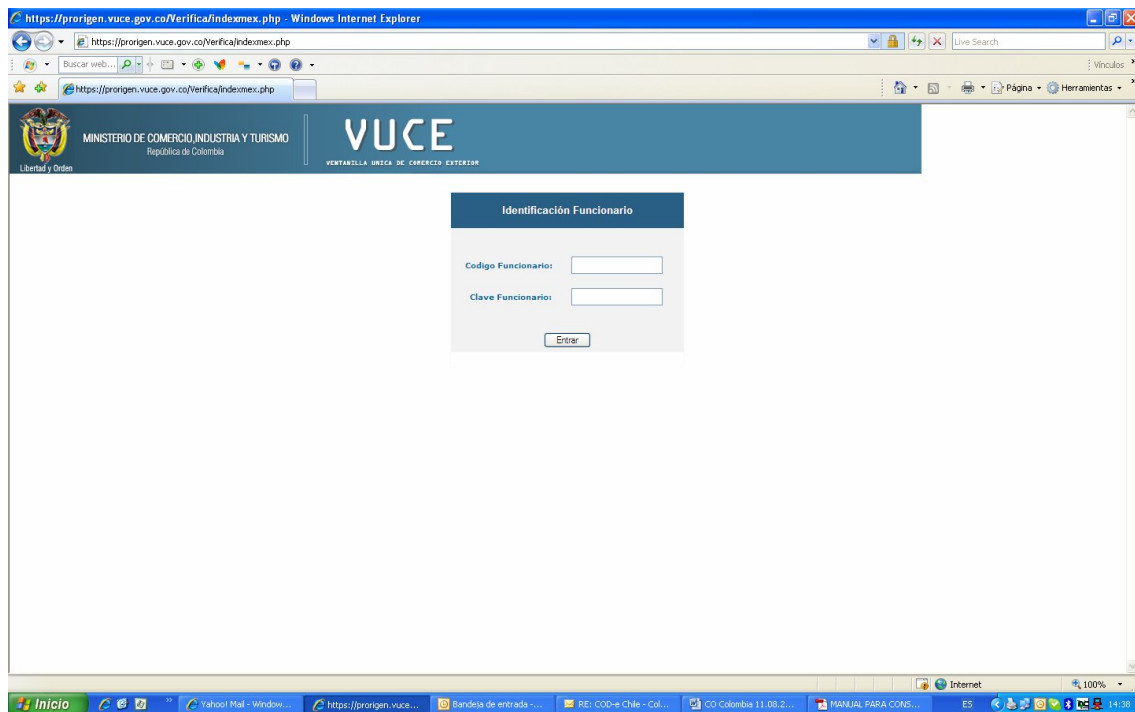 https://prorigen.vuce.gov.co/Verifica/indexmex.php - Windows Internet Explorer
https://prorigen.vuce.gov.co/Verifica/indexmex.php
Live Search
Buscar web...
Vínculos
https://prorigen.vuce.gov.co/Verifica/indexmex.php
Página
Herramientas
MINISTERIO DE COMERCIO,INDUSTRIA Y TURISMO
República de Colombia
Libertad y Orden
VUCE
VENTANILLA UNICA DE COMERCIO EXTERIOR
Identificación Funcionario
Codigo Funcionario:
Clave Funcionario:
Entrar
Internet
100%
Inicio
Yahoo! Mail - Window...
https://prorigen.vuce...
Bandeja de entrada -...
RE: COD-e Chile - Col...
CO Colombia 11.08.2...
MANUAL PARA CONS...
ES
14:38